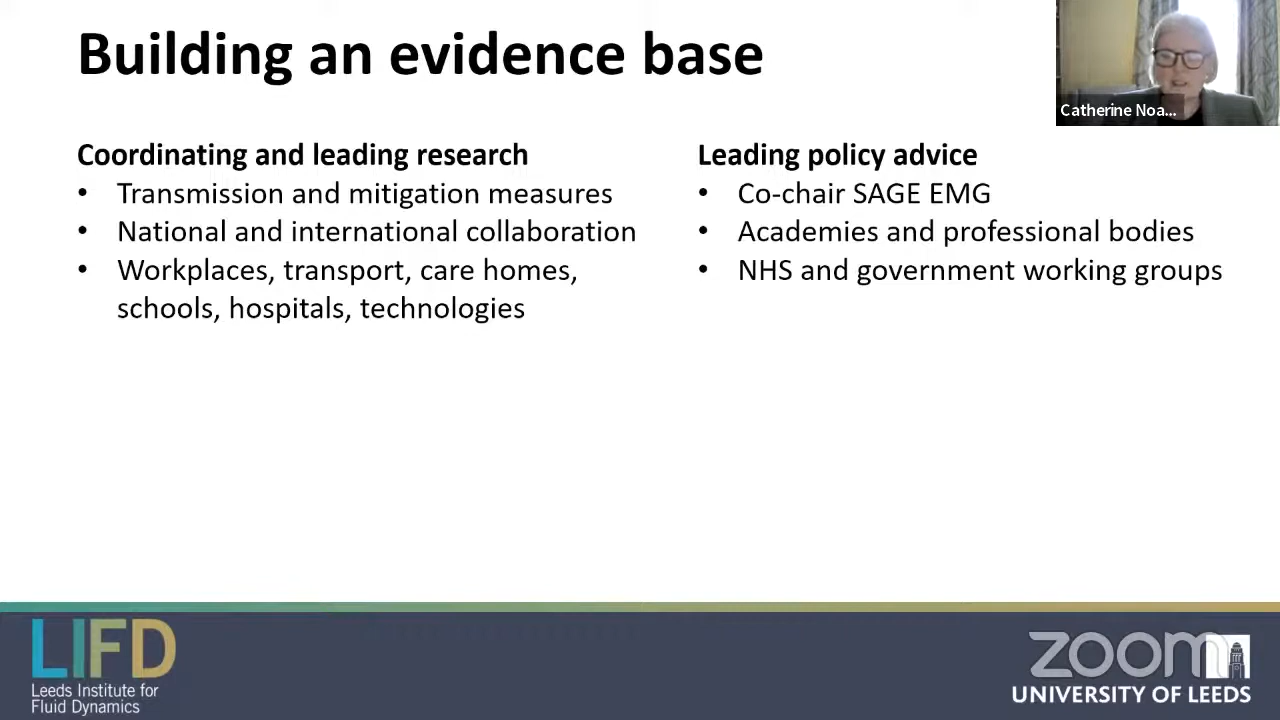 Building an evidence base
Catherine Noa...
Coordinating and leading research
• Transmission and mitigation measures
• National and international collaboration
• Workplaces, transport, care homes,
schools, hospitals, technologies
Leading policy advice
• Co-chair SAGE EMG
• Academies and professional bodies
• NHS and government working groups
LIFD
Leeds Institute for
Fluid Dynamics
zoom
UNIVERSITY OF LEEDS